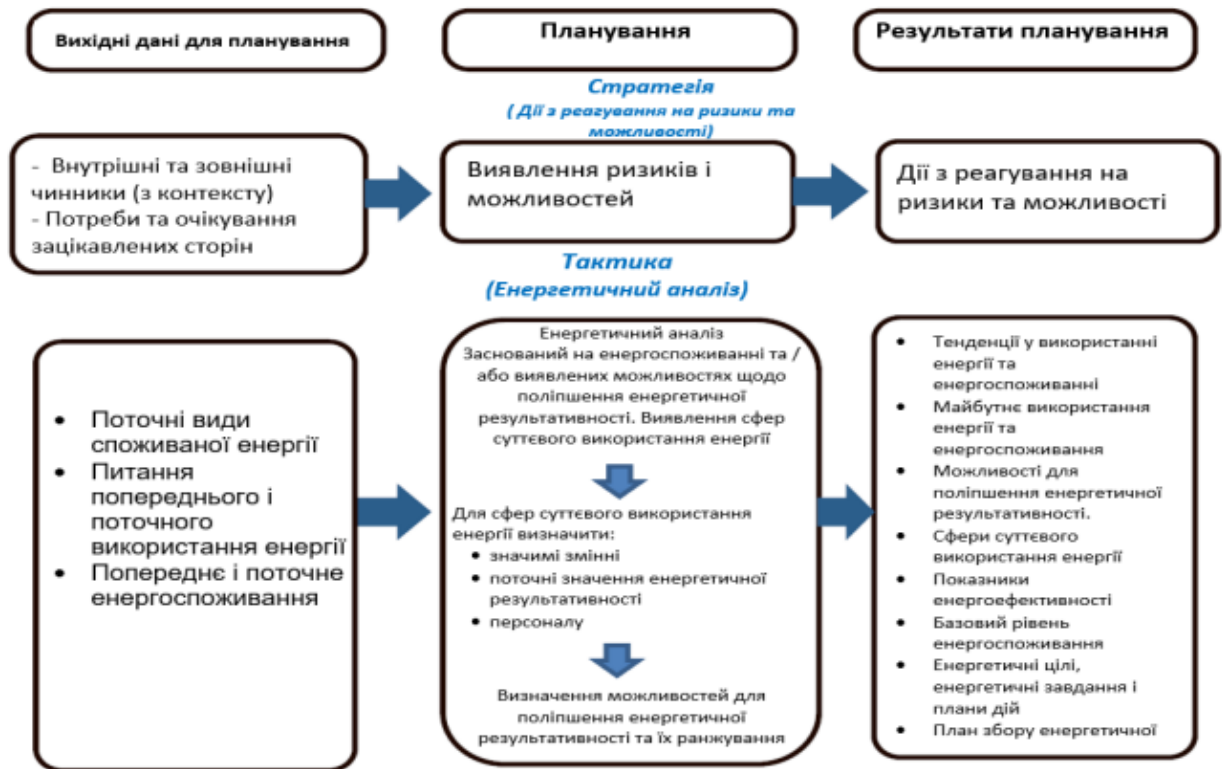 Вихідні дані для планування
Планування
Результати планування
Стратегія
( Дії з реагування на ризики та
можливості)
- Внутрішні та зовнішні
чинники (з контексту)
- Потреби та очікування
зацікавлених сторін
Виявлення ризиків і
можливостей
Дії з реагування на
ризики та можливості
Тактика
(Енергетичний аналіз)
• Поточні види
споживаної енергії
• Питання
попереднього і
поточного
використання енергії
• Попереднє і поточне
енергоспоживання
Енергетичний аналіз
Заснований на енергоспоживанні та /
або виявлених можливостях щодо
поліпшення енергетичної
результативності. Виявлення сфер
суттєвого використання енергії
Для сфер суттєвого використання
енергії визначити:
• значимі змінні
• поточні значення енергетичної
результативності
• персоналу
Визначення можливостей для
поліпшення енергетичної
результативності та їх ранжування
• Тенденції у використанні
енергії та
енергоспоживанні
• Майбутнє використання
енергії та
енергоспоживання
• Можливості для
поліпшення енергетичної
результативності.
• Сфери суттєвого
використання енергії
• Показники
енергоефективності
• Базовий рівень
енергоспоживання
• Енергетичні цілі,
енергетичні завдання і
плани дій
• План збору енергетичної